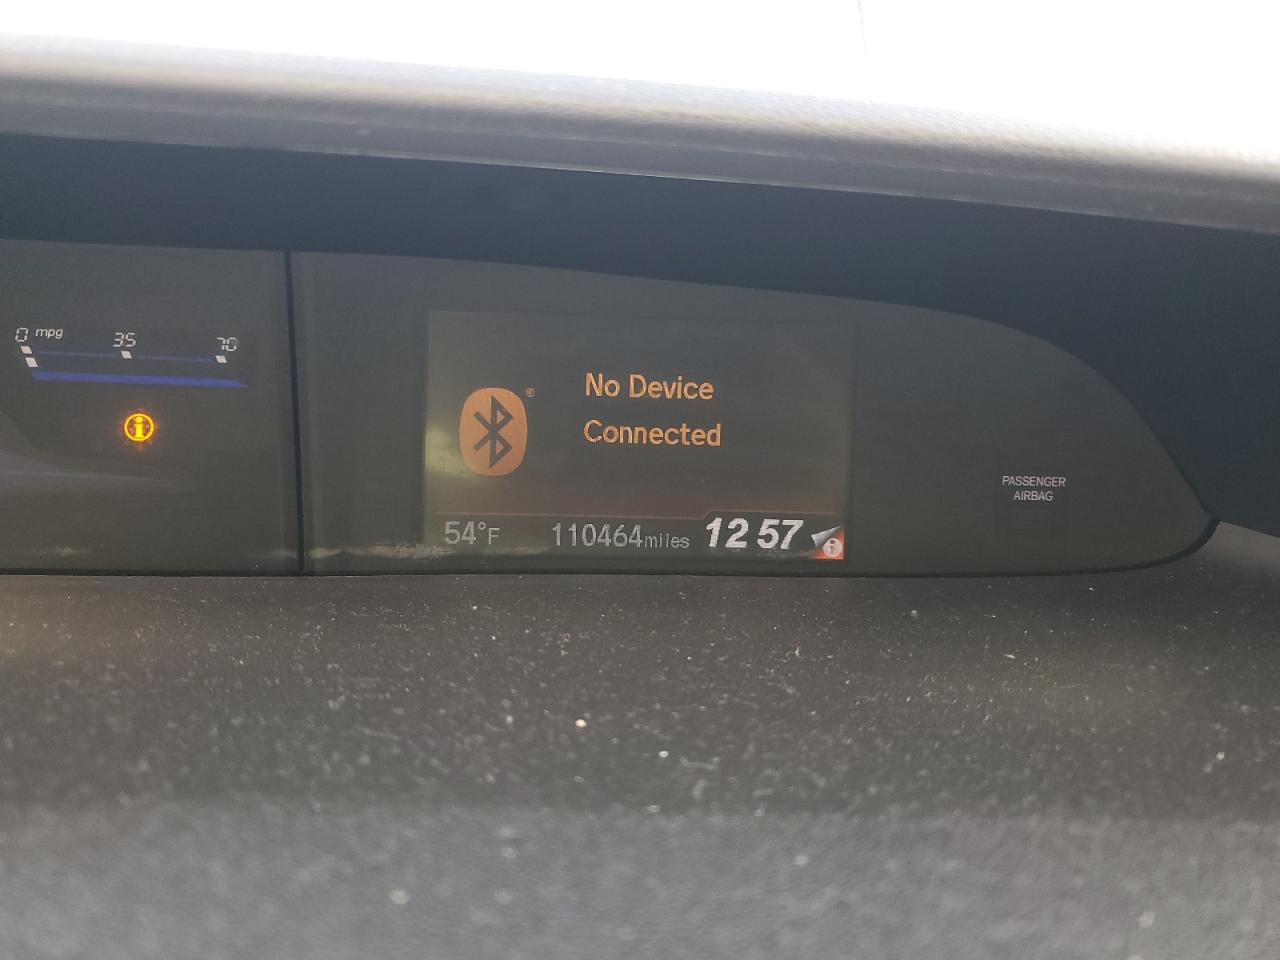 0 mpg 35 70
No Device
Connected
®
54°F 110464miles 12 57
PASSENGER
AIRBAG